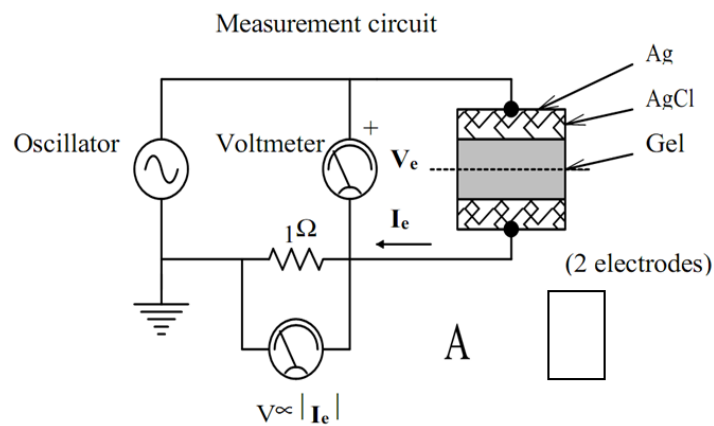 Measurement circuit
Ag
AgCl
Gel
Oscillator
Voltmeter
+
Ve
Ie
1Ω
(2 electrodes)
A
V∝|Ie|